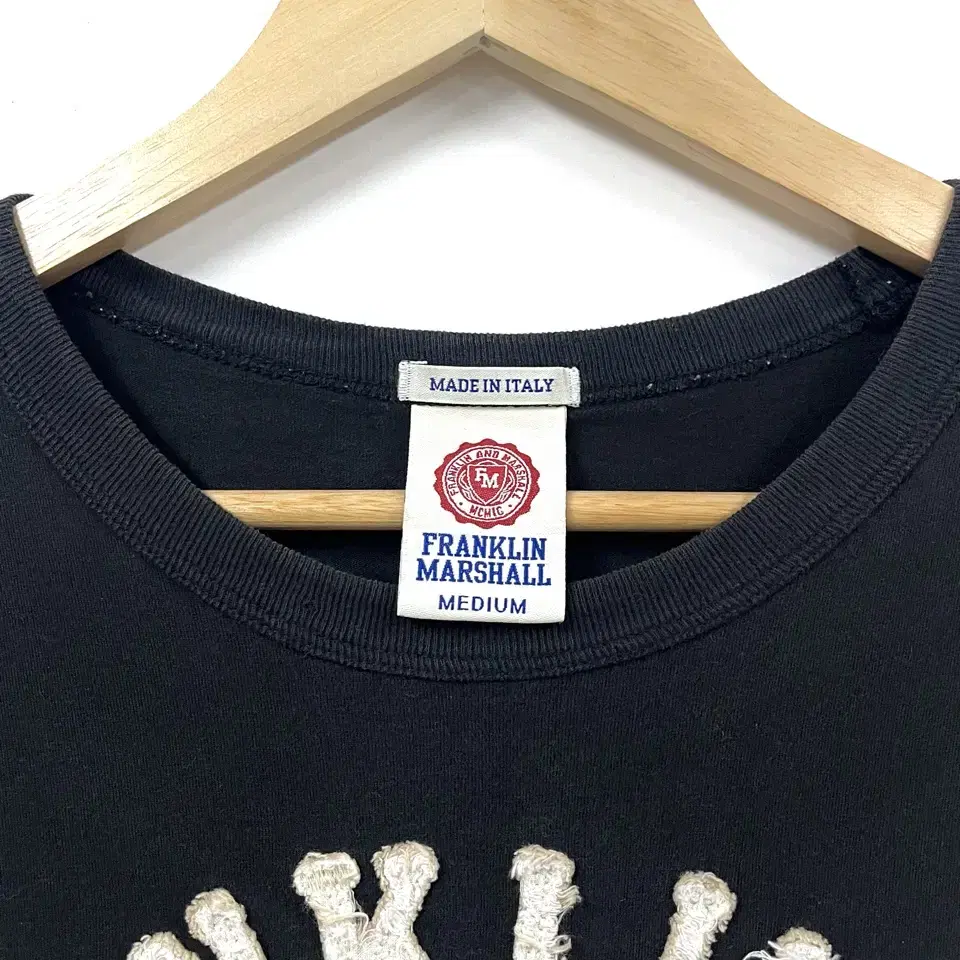 MADE IN ITALY
FRANKLIN AND MARSHALL
FM
MCMIC
FRANKLIN
MARSHALL
MEDIUM